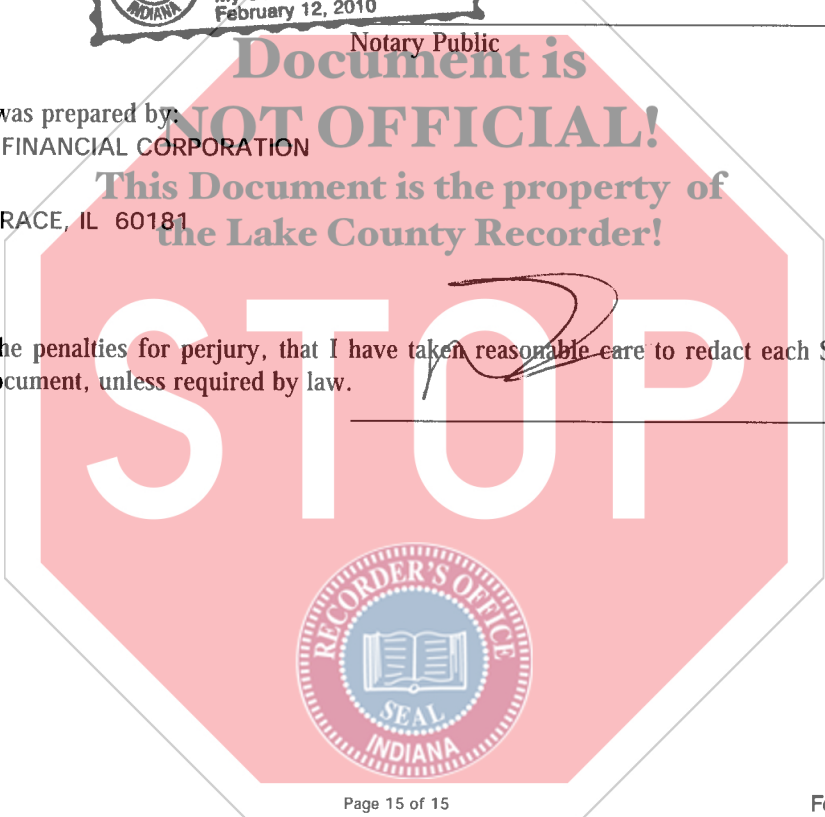 INDIANA
February 12, 2010
Notary Public
Document is
NOT OFFICIAL!
This Document is the property of
the Lake County Recorder!
was prepared by:
FINANCIAL CORPORATION
RACE, IL 60181
he penalties for perjury, that I have taken reasonable care to redact each S
ocument, unless required by law.
STOP
RECORDER'S OFFICE
SEAL
INDIANA
Page 15 of 15
Fo